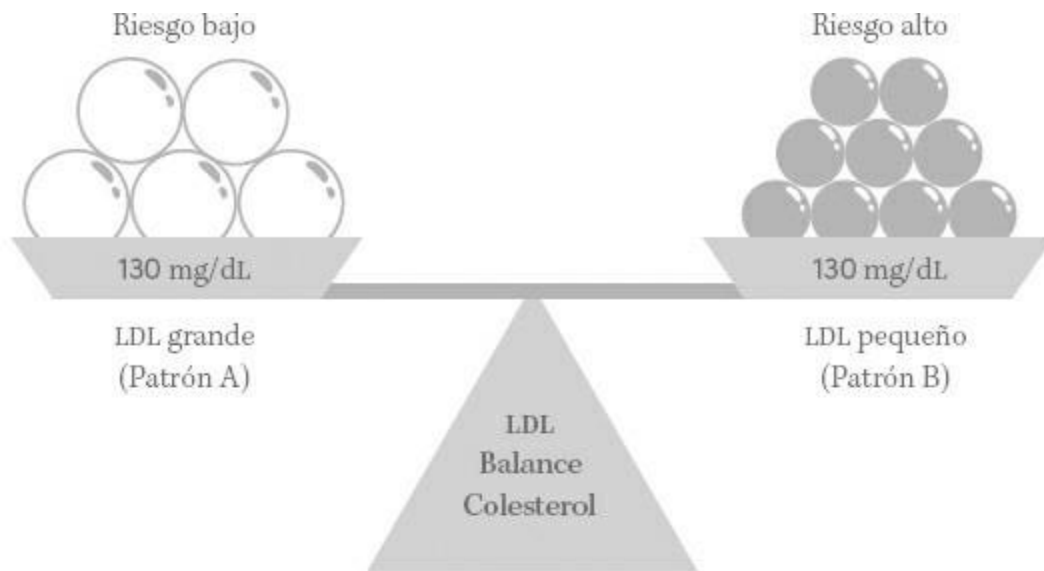 Riesgo bajo
Riesgo alto
130 mg/dL
130 mg/dL
LDL grande
(Patrón A)
LDL pequeño
(Patrón B)
LDL
Balance
Colesterol